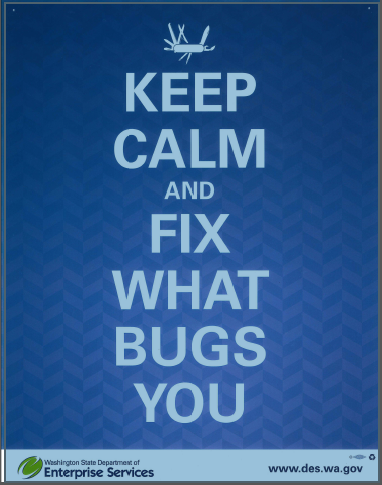 KEEP
CALM
AND
FIX
WHAT
BUGS
YOU
Washington State Department of
Enterprise Services
www.des.wa.gov